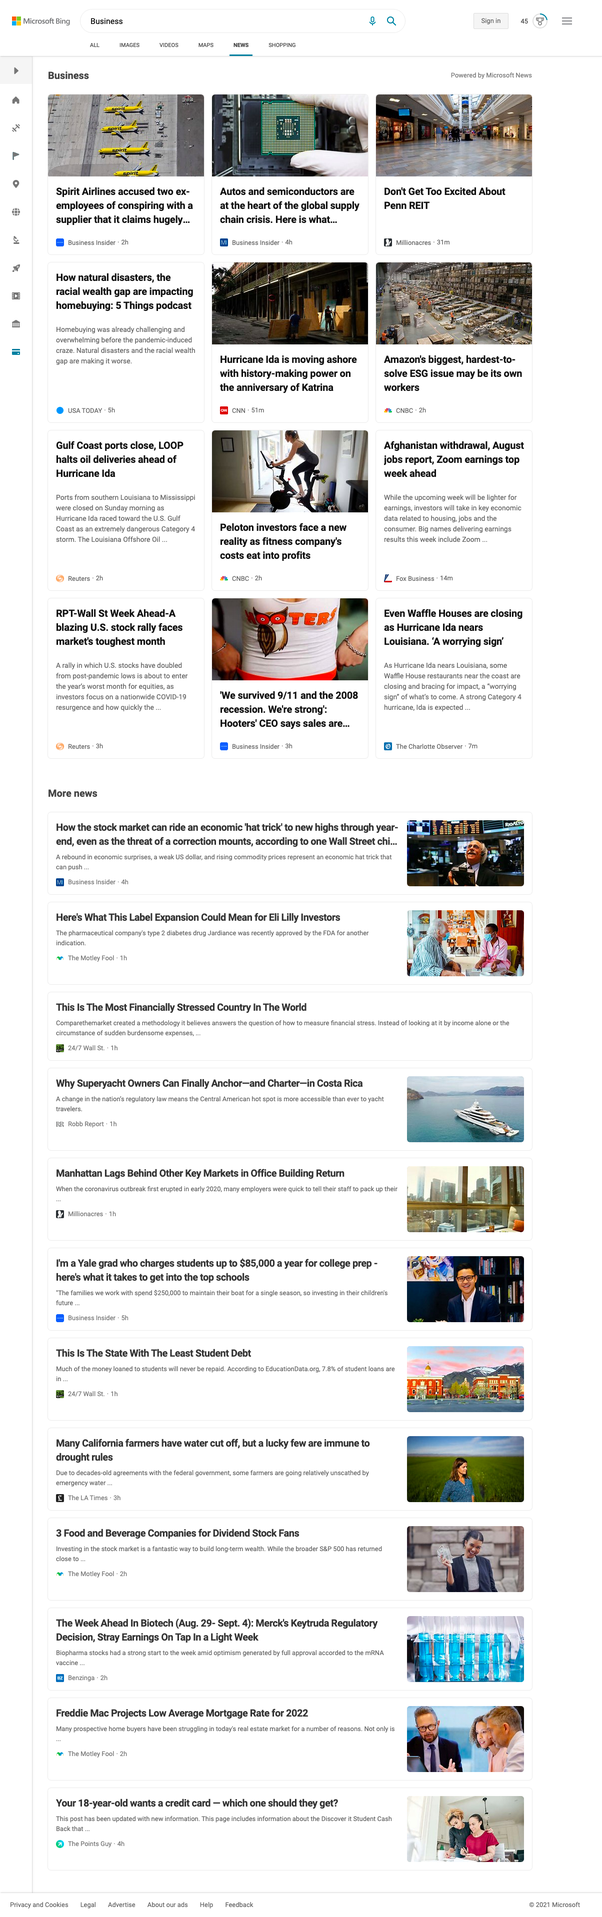 Microsoft Bing
Business
Sign in
45
ALL
IMAGES
VIDEOS
MAPS
NEWS
SHOPPING
Business
Powered by Microsoft News
Spirit Airlines accused two ex-
employees of conspiring with a
supplier that it claims hugely...
Business Insider · 2h
Autos and semiconductors are
at the heart of the global supply
chain crisis. Here is what...
Business Insider · 4h
Don't Get Too Excited About
Penn REIT
Millionacres · 31m
How natural disasters, the
racial wealth gap are impacting
homebuying: 5 Things podcast
Homebuying was already challenging and
overwhelming before the pandemic-induced
craze. Natural disasters and the racial wealth
gap are making it worse.
USA TODAY · 5h
Hurricane Ida is moving ashore
with history-making power on
the anniversary of Katrina
CNN · 51m
Amazon's biggest, hardest-to-
solve ESG issue may be its own
workers
CNBC · 2h
Gulf Coast ports close, LOOP
halts oil deliveries ahead of
Hurricane Ida
Ports from southern Louisiana to Mississippi
were closed on Sunday morning as
Hurricane Ida raced toward the U.S. Gulf
Coast as an extremely dangerous Category 4
storm. The Louisiana Offshore Oil ...
Reuters · 2h
Peloton investors face a new
reality as fitness company's
costs eat into profits
CNBC · 2h
Afghanistan withdrawal, August
jobs report, Zoom earnings top
week ahead
While the upcoming week will be lighter for
earnings, investors will take in key economic
data related to housing, jobs and the
consumer. Big names delivering earnings
results this week include Zoom ...
Fox Business · 14m
RPT-Wall St Week Ahead-A
blazing U.S. stock rally faces
market's toughest month
A rally in which U.S. stocks have doubled
from post-pandemic lows is about to enter
the year's worst month for equities, as
investors focus on a nationwide COVID-19
resurgence and how quickly the ...
Reuters · 3h
HOOTERS
'We survived 9/11 and the 2008
recession. We're strong':
Hooters' CEO says sales are...
Business Insider · 3h
Even Waffle Houses are closing
as Hurricane Ida nears
Louisiana. 'A worrying sign'
As Hurricane Ida nears Louisiana, some
Waffle House restaurants near the coast are
closing and bracing for impact, a "worrying
sign" of what's to come. A strong Category 4
hurricane, Ida is expected ...
The Charlotte Observer · 7m
More news
How the stock market can ride an economic 'hat trick' to new highs through year-
end, even as the threat of a correction mounts, according to one Wall Street chi...
A rebound in economic surprises, a weak US dollar, and rising commodity prices represent an economic hat trick that
can push ...
Business Insider · 4h
Here's What This Label Expansion Could Mean for Eli Lilly Investors
The pharmaceutical company's type 2 diabetes drug Jardiance was recently approved by the FDA for another
indication.
The Motley Fool · 1h
This Is The Most Financially Stressed Country In The World
Comparethemarket created a methodology it believes answers the question of how to measure financial stress. Instead of looking at it by income alone or the
circumstance of sudden burdensome expenses, ...
24/7 Wall St. · 1h
Why Superyacht Owners Can Finally Anchor—and Charter—in Costa Rica
A change in the nation's regulatory law means the Central American hot spot is more accessible than ever to yacht
travelers.
Robb Report · 1h
Manhattan Lags Behind Other Key Markets in Office Building Return
When the coronavirus outbreak first erupted in early 2020, many employers were quick to tell their staff to pack up their
...
Millionacres · 1h
I'm a Yale grad who charges students up to $85,000 a year for college prep -
here's what it takes to get into the top schools
"The families we work with spend $250,000 to maintain their boat for a single season, so investing in their children's
future ...
Business Insider · 5h
This Is The State With The Least Student Debt
Much of the money loaned to students will never be repaid. According to EducationData.org, 7.8% of student loans are
in ...
24/7 Wall St. · 1h
Many California farmers have water cut off, but a lucky few are immune to
drought rules
Due to decades-old agreements with the federal government, some farmers are going relatively unscathed by
emergency water ...
The LA Times · 3h
3 Food and Beverage Companies for Dividend Stock Fans
Investing in the stock market is a fantastic way to build long-term wealth. While the broader S&P 500 has returned
close to ...
The Motley Fool · 2h
The Week Ahead In Biotech (Aug. 29- Sept. 4): Merck's Keytruda Regulatory
Decision, Stray Earnings On Tap In a Light Week
Biopharma stocks had a strong start to the week amid optimism generated by full approval accorded to the mRNA
vaccine ...
Benzinga · 2h
Freddie Mac Projects Low Average Mortgage Rate for 2022
Many prospective home buyers have been struggling in today's real estate market for a number of reasons. Not only is
...
The Motley Fool · 2h
Your 18-year-old wants a credit card — which one should they get?
This post has been updated with new information. This page includes information about the Discover it Student Cash
Back that ...
The Points Guy · 4h
Privacy and Cookies
Legal
Advertise
About our ads
Help
Feedback
© 2021 Microsoft